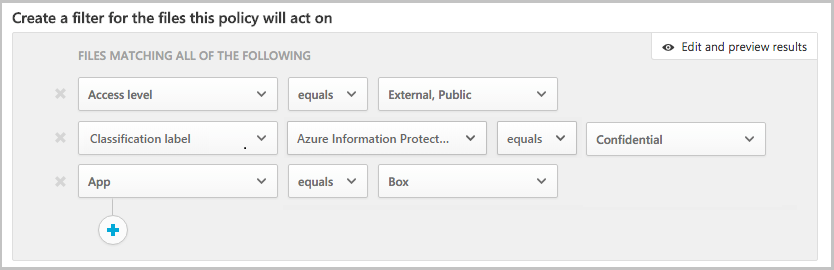 Create a filter for the files this policy will act on
FILES MATCHING ALL OF THE FOLLOWING
Edit and preview results
Access level equals External, Public
Classification label Azure Information Protect... equals Confidential
App equals Box